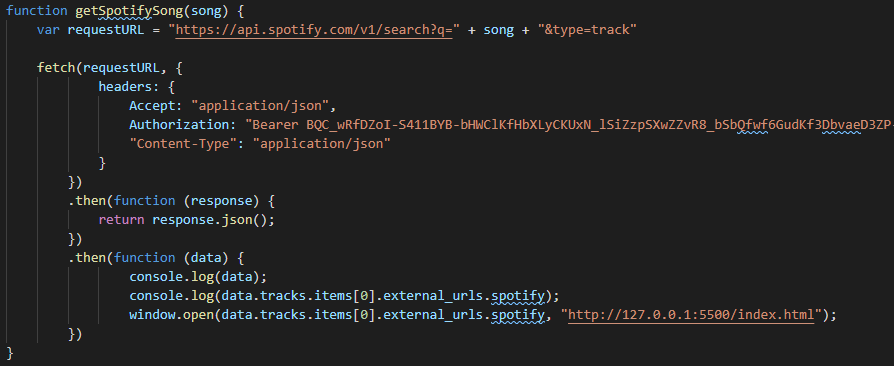 function getSpotifySong(song) {
    var requestURL = "https://api.spotify.com/v1/search?q=" + song + "&type=track"

    fetch(requestURL, {
            headers: {
                Accept: "application/json",
                Authorization: "Bearer BQC_wRfDZoI-S411BYB-bHWClKfHbXLyCKUxN_lSiZzpSXwZZvR8_bSbQfwf6GudKf3DbvaeD3ZP-
                "Content-Type": "application/json"
            }
        })
        .then(function (response) {
            return response.json();
        })
        .then(function (data) {
                console.log(data);
                console.log(data.tracks.items[0].external_urls.spotify);
                window.open(data.tracks.items[0].external_urls.spotify, "http://127.0.0.1:5500/index.html");
        })
}